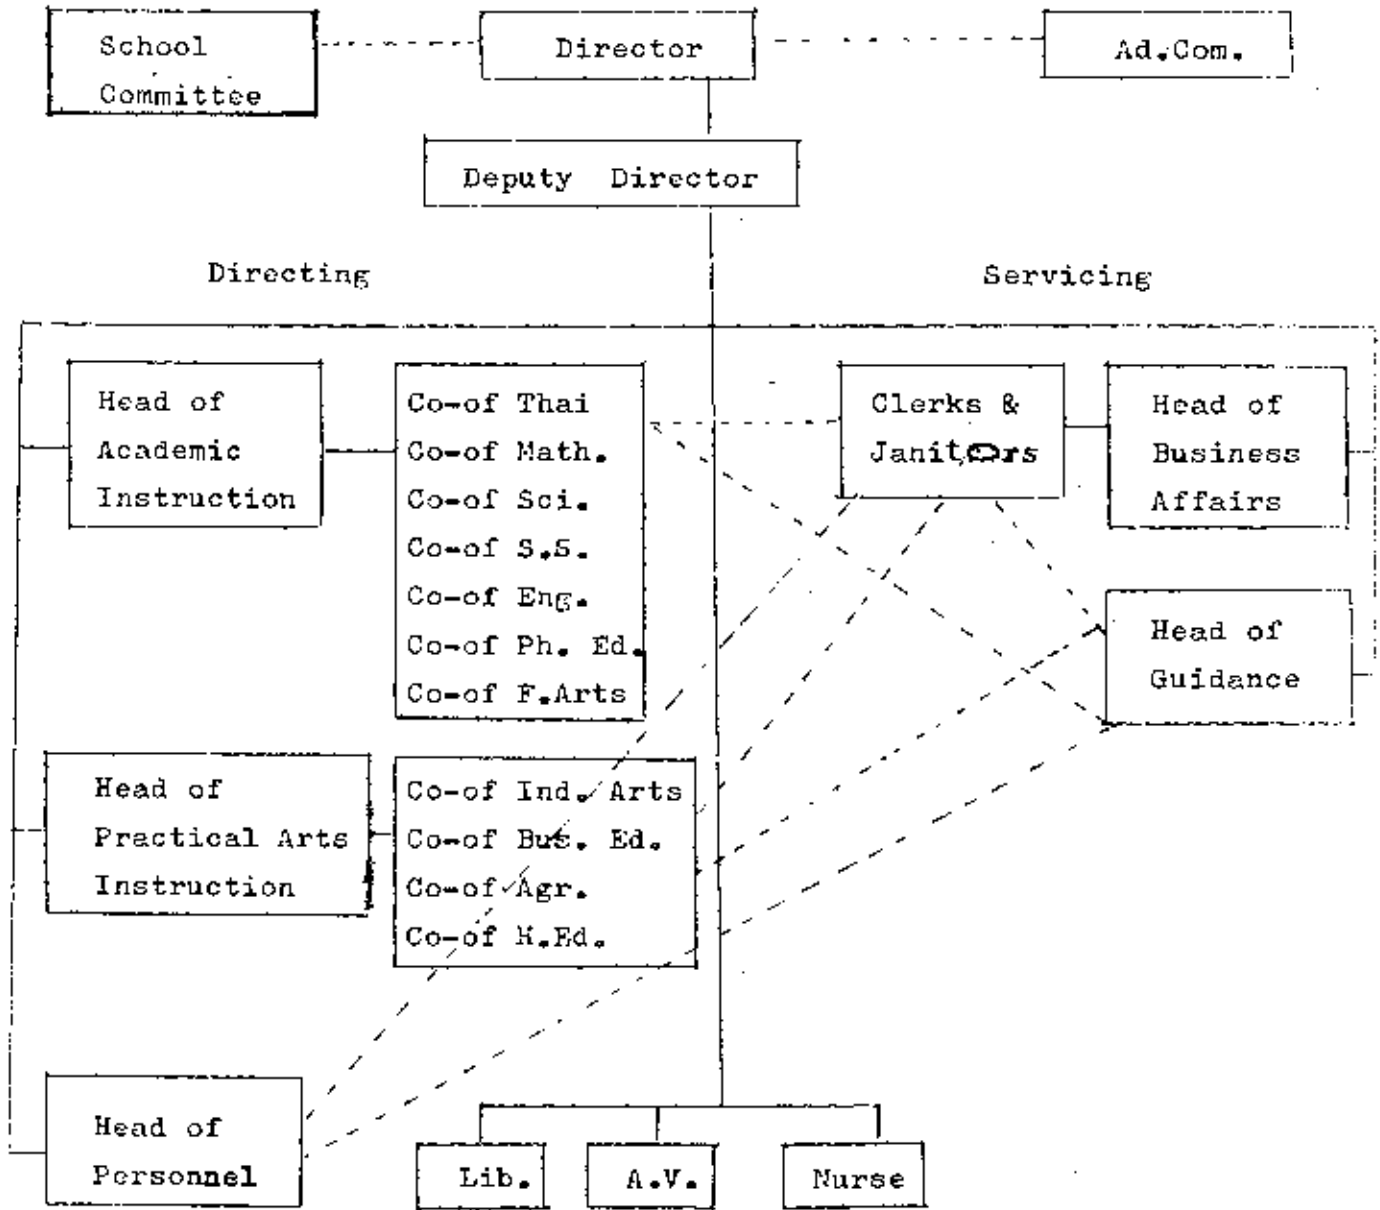 School
Committee
Director
Ad.Com.
Deputy Director
Directing
Servicing
Head of
Academic
Instruction
Co-of Thai
Co-of Math.
Co-of Sci.
Co-of S.S.
Co-of Eng.
Co-of Ph. Ed.
Co-of F.Arts
Clerks &
Janitors
Head of
Business
Affairs
Head of
Guidance
Head of
Practical Arts
Instruction
Co-of Ind. Arts
Co-of Bus. Ed.
Co-of Agr.
Co-of H.Ed.
Head of
Personnel
Lib.
A.V.
Nurse